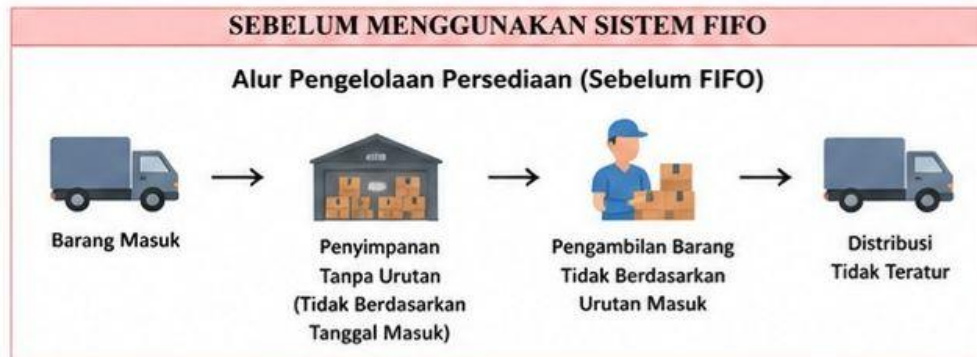 SEBELUM MENGGUNAKAN SISTEM FIFO
Alur Pengelolaan Persediaan (Sebelum FIFO)
Barang Masuk
Penyimpanan
Tanpa Urutan
(Tidak Berdasarkan
Tanggal Masuk)
Pengambilan Barang
Tidak Berdasarkan
Urutan Masuk
Distribusi
Tidak Teratur